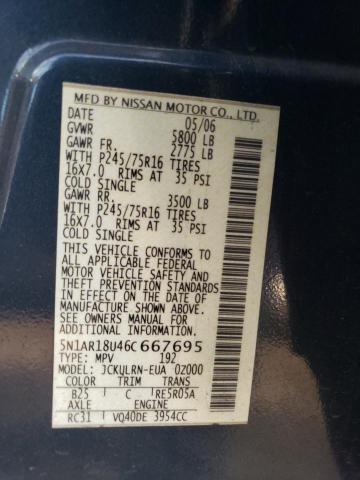 MFD BY NISSAN MOTOR CO., LTD.
DATE 05/06
GVWR 5800 LB
GAWR FR. 2775 LB
WITH P245/75R16 TIRES
16X7.0 RIMS AT 35 PSI
COLD SINGLE
GAWR RR. 3500 LB
WITH P245/75R16 TIRES
16X7.0 RIMS AT 35 PSI
COLD SINGLE
THIS VEHICLE CONFORMS TO
ALL APPLICABLE FEDERAL
MOTOR VEHICLE SAFETY AND
THEFT PREVENTION STANDARDS
IN EFFECT ON THE DATE OF
MANUFACTURE SHOWN ABOVE.
SEE OWNERS MANUAL FOR
FURTHER INFORMATION.
5N1AR18U46C667695
TYPE: MPV 192
MODEL: JCKULRN-EUA 0Z000
COLOR TRIM TRANS
B25 C RE5R05A
AXLE ENGINE
RC31 VQ40DE 3954CC